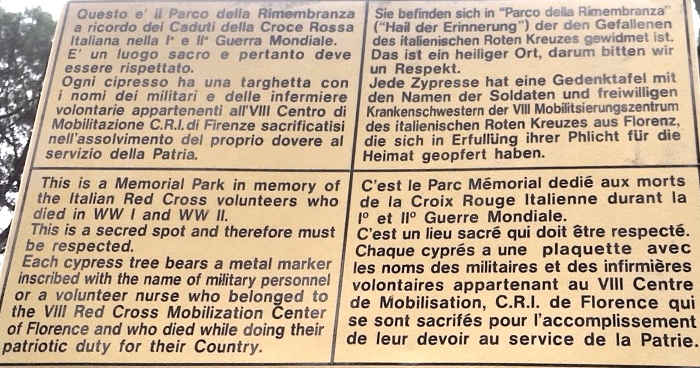 Questo e' il Parco della Rimembranza
a ricordo dei Caduti della Croce Rossa
Italiana nella Iª e IIª Guerra Mondiale.
E' un luogo sacro e pertanto deve
essere rispettato.
Ogni cipresso ha una targhetta con
i nomi dei militari e delle infermiere
volontarie appartenenti all'VIII Centro di
Mobilitazione C.R.I. di Firenze sacrificatisi
nell'assolvimento del proprio dovere al
servizio della Patria.
Sie befinden sich in "Parco della Rimembranza"
("Hail der Erinnerung") der den Gefallenen
des italienischen Roten Kreuzes gewidmet ist.
Das ist ein heiliger Ort, darum bitten wir
un Respekt.
Jede Zypresse hat eine Gedenktafel mit
den Namen der Soldaten und freiwilligen
Krankenschwestern der VIII Mobilitsierungszentrum
des italienischen Roten Kreuzes aus Florenz,
die sich in Erfüllung ihrer Phlicht für die
Heimat geopfert haben.
This is a Memorial Park in memory of
the Italian Red Cross volunteers who
died in WW I and WW II.
This is a secred spot and therefore must
be respected.
Each cypress tree bears a metal marker
inscribed with the name of military personnel
or a volunteer nurse who belonged to
the VIII Red Cross Mobilization Center
of Florence and who died while doing their
patriotic duty for their Country.
C'est le Parc Mémorial dedié aux morts
de la Croix Rouge Italienne durant la
Iº et IIº Guerre Mondiale.
C'est un lieu sacré qui doit être respecté.
Chaque cyprés a une plaquette avec
les noms des militaires et des infirmières
volontaires appartenant au VIII Centre
de Mobilisation, C.R.I. de Florence qui
se sont sacrifés pour l'accomplissement
de leur devoir au service de la Patrie.